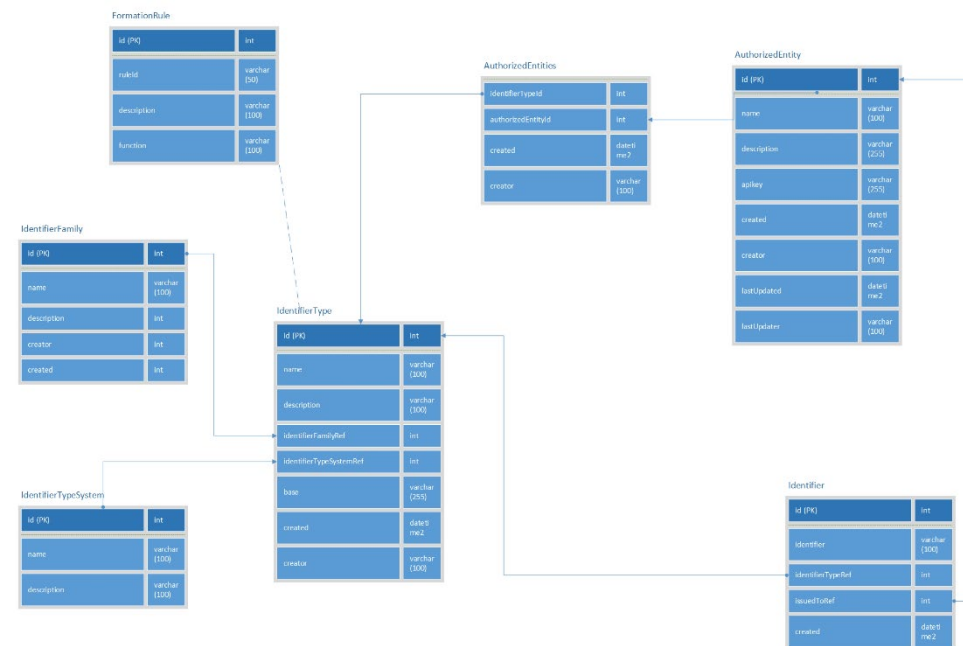 FormationRule
id (PK) int
ruleId varchar
(50)
description varchar
(100)
function varchar
(100)
AuthorizedEntities
identifierTypeId int
authorizedEntityId int
created dateti
me2
creator varchar
(100)
AuthorizedEntity
id (PK) int
name varchar
(100)
description varchar
(255)
apikey varchar
(255)
created dateti
me2
creator varchar
(100)
lastUpdated dateti
me2
lastUpdater varchar
(100)
IdentifierFamily
id (PK) int
name varchar
(100)
description int
creator int
created int
IdentifierType
id (PK) int
name varchar
(100)
description varchar
(100)
identifierFamilyRef int
identifierTypeSystemRef int
base varchar
(255)
created dateti
me2
creator varchar
(100)
IdentifierTypeSystem
id (PK) int
name varchar
(100)
description varchar
(100)
Identifier
id (PK) int
identifier varchar
(100)
identifierTypeRef int
issuedToRef int
created dateti
me2